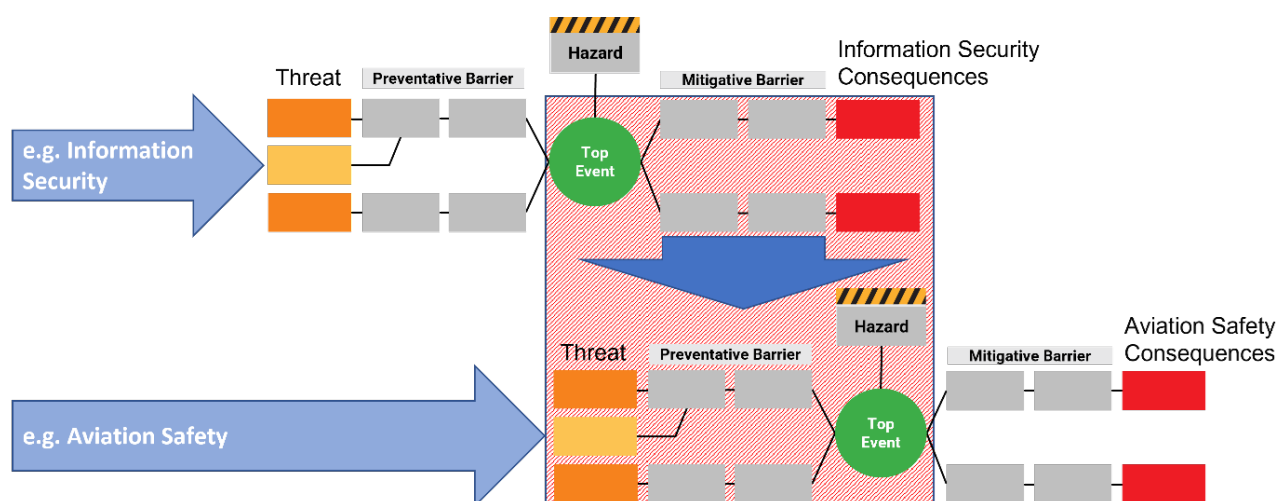 Hazard
Information Security
Consequences
Threat
Preventative Barrier
Mitigative Barrier
e.g. Information
Security
Top
Event
Hazard
Aviation Safety
Consequences
Threat
Preventative Barrier
Mitigative Barrier
e.g. Aviation Safety
Top
Event